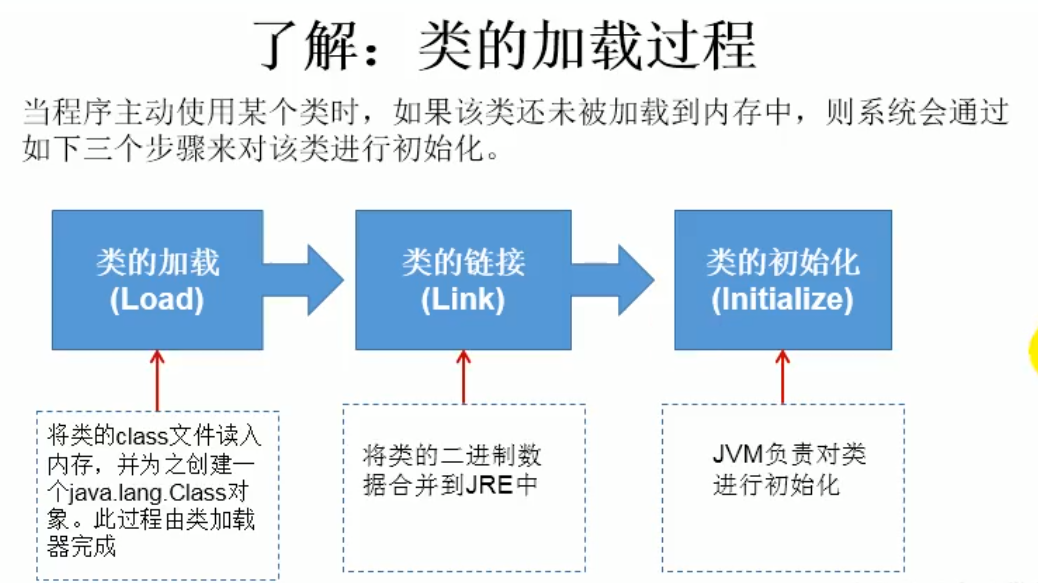 了解：类的加载过程
当程序主动使用某个类时，如果该类还未被加载到内存中，则系统会通过
如下三个步骤来对该类进行初始化。
类的加载
(Load)
类的链接
(Link)
类的初始化
(Initialize)
将类的class文件读入
内存，并为之创建一
个java.lang.Class对
象。此过程由类加载
器完成
将类的二进制数
据合并到JRE中
JVM负责对类
进行初始化